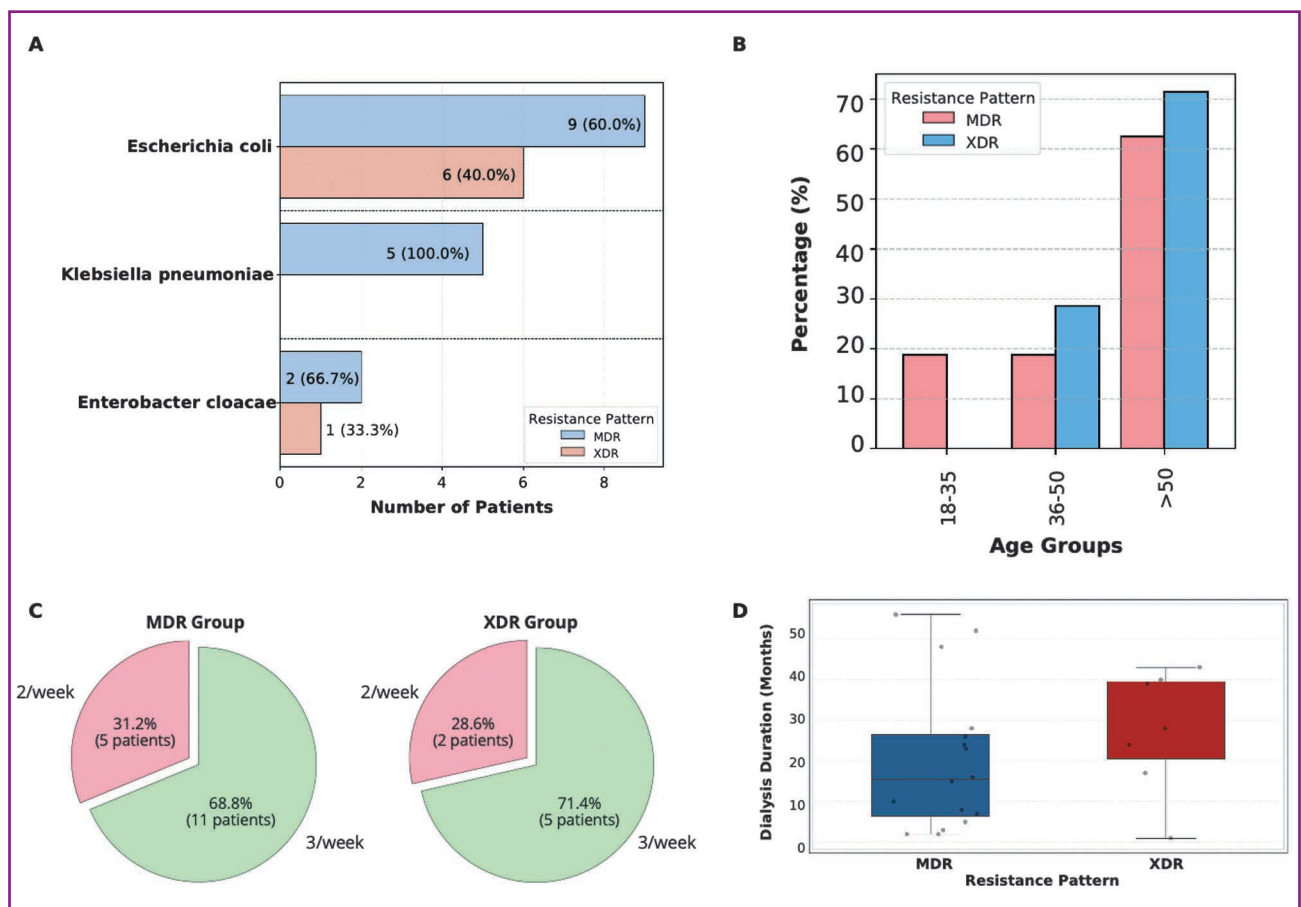 A
Escherichia coli
9 (60.0%)
6 (40.0%)
Klebsiella pneumoniae
5 (100.0%)
Enterobacter cloacae
2 (66.7%)
1 (33.3%)
Resistance Pattern
MDR
XDR
0 2 4 6 8
Number of Patients
B
Resistance Pattern
MDR
XDR
70
60
50
40
30
20
10
0
Percentage (%)
18-35
36-50
>50
Age Groups
C
MDR Group
2/week
31.2%
(5 patients)
68.8%
(11 patients)
3/week
XDR Group
2/week
28.6%
(2 patients)
71.4%
(5 patients)
3/week
D
Dialysis Duration (Months)
50
40
30
20
10
0
MDR XDR
Resistance Pattern